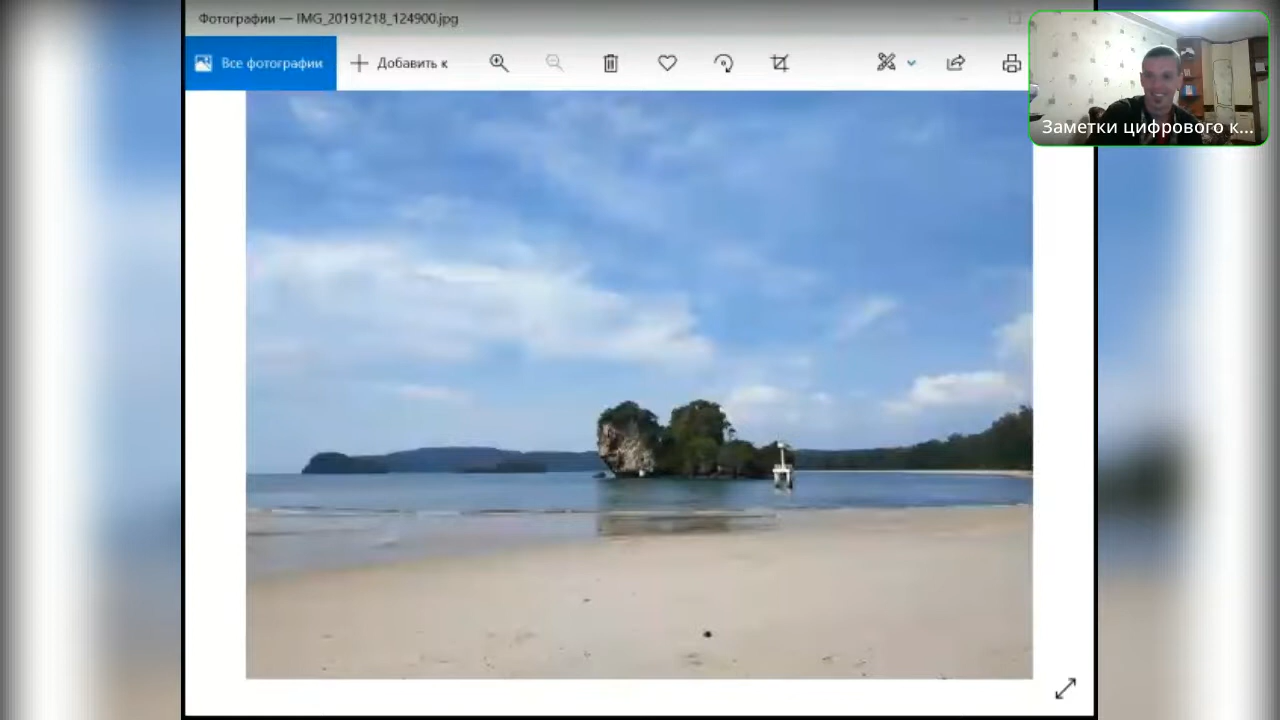 Фотографии — IMG_20191218_124900.jpg
Все фотографии
Добавить к
Заметки цифрового к...